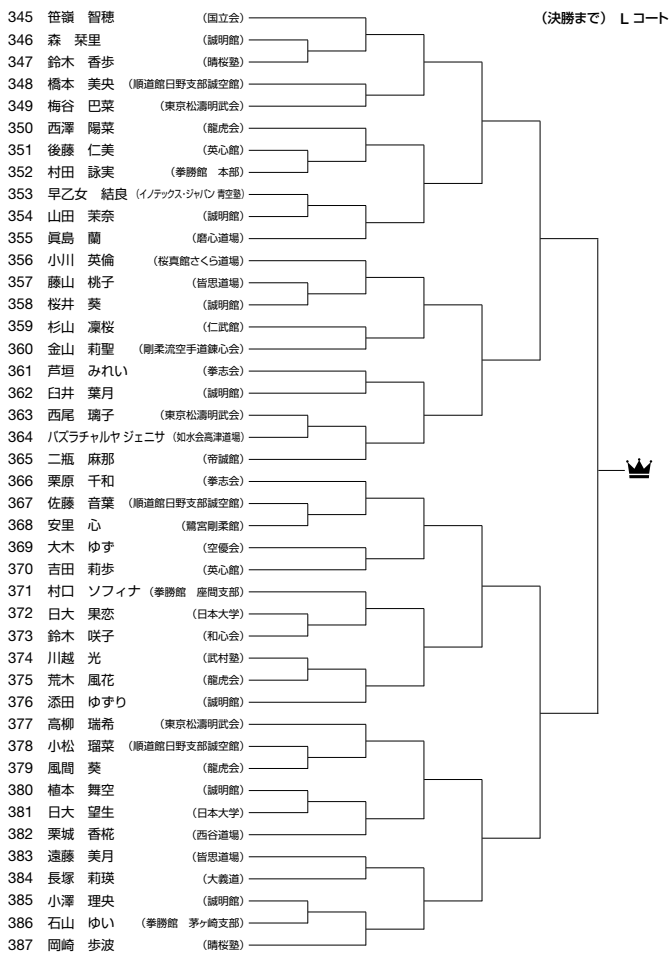 （決勝まで） Lコート
345 笹嶺 智穂 （国立会）
346 森 栞里 （誠明館）
347 鈴木 香歩 （晴桜塾）
348 橋本 美央 （順道館日野支部誠空館）
349 梅谷 巴菜 （東京松濤明武会）
350 西澤 陽菜 （龍虎会）
351 後藤 仁美 （英心館）
352 村田 詠実 （拳勝館 本部）
353 早乙女 結良 （イノテックス・ジャパン 青空塾）
354 山田 茉奈 （誠明館）
355 眞島 蘭 （磨心道場）
356 小川 英倫 （桜真館さくら道場）
357 藤山 桃子 （皆思道場）
358 桜井 葵 （誠明館）
359 杉山 凜桜 （仁武館）
360 金山 莉聖 （剛柔流空手道錬心会）
361 芦垣 みれい （拳志会）
362 臼井 葉月 （誠明館）
363 西尾 璃子 （東京松濤明武会）
364 バズラチャルヤ ジェニサ （如水会高津道場）
365 二瓶 麻那 （帝誠館）
366 栗原 千和 （拳志会）
367 佐藤 音葉 （順道館日野支部誠空館）
368 安里 心 （鷺宮剛柔館）
369 大木 ゆず （空優会）
370 吉田 莉歩 （英心館）
371 村口 ソフィナ （拳勝館 座間支部）
372 日大 果恋 （日本大学）
373 鈴木 咲子 （和心会）
374 川越 光 （武村塾）
375 荒木 風花 （龍虎会）
376 添田 ゆずり （誠明館）
377 高柳 瑞希 （東京松濤明武会）
378 小松 瑠菜 （順道館日野支部誠空館）
379 風間 葵 （龍虎会）
380 植本 舞空 （誠明館）
381 日大 望生 （日本大学）
382 栗城 香椛 （西谷道場）
383 遠藤 美月 （皆思道場）
384 長塚 莉瑛 （大義道）
385 小澤 理央 （誠明館）
386 石山 ゆい （拳勝館 茅ヶ崎支部）
387 岡崎 歩波 （晴桜塾）